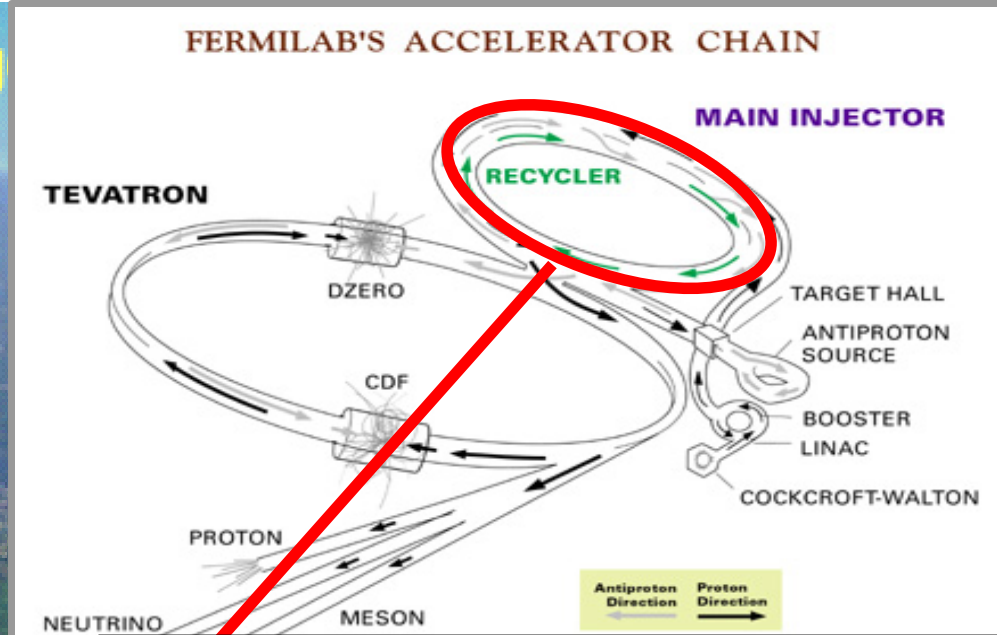 FERMILAB'S ACCELERATOR CHAIN
MAIN INJECTOR
RECYCLER
TEVATRON
DZERO
TARGET HALL
ANTIPROTON
SOURCE
CDF
BOOSTER
LINAC
COCKCROFT-WALTON
PROTON
Antiproton Proton
Direction Direction
MESON
NEUTRINO